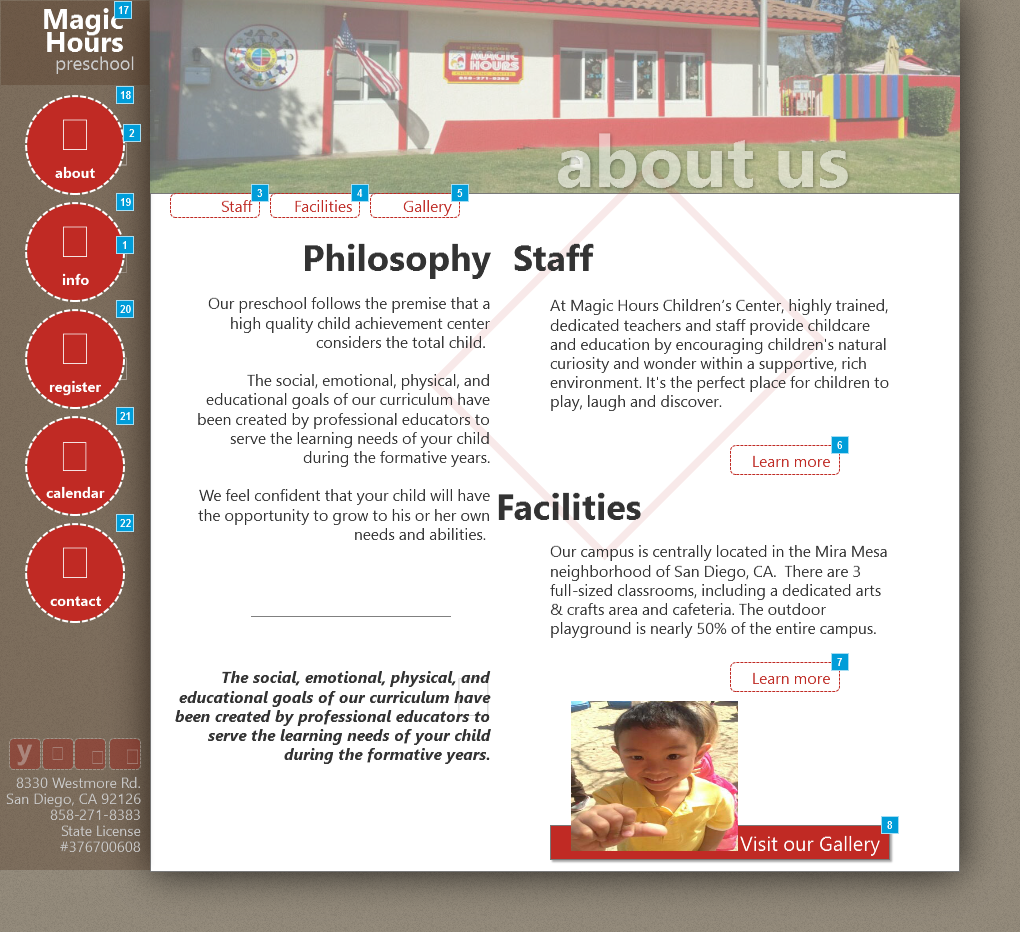 Magic
Hours
preschool
17
18
2
about
19
1
info
20
register
21
calendar
22
contact
y
8330 Westmore Rd.
San Diego, CA 92126
858-271-8383
State License
#376700608
MAGIC
HOURS
858-271-8383
about us
3
4
5
Staff
Facilities
Gallery
Philosophy
Our preschool follows the premise that a
high quality child achievement center
considers the total child.
The social, emotional, physical, and
educational goals of our curriculum have
been created by professional educators to
serve the learning needs of your child
during the formative years.
We feel confident that your child will have
the opportunity to grow to his or her own
needs and abilities.
The social, emotional, physical, and
educational goals of our curriculum have
been created by professional educators to
serve the learning needs of your child
during the formative years.
Staff
At Magic Hours Children’s Center, highly trained,
dedicated teachers and staff provide childcare
and education by encouraging children's natural
curiosity and wonder within a supportive, rich
environment. It's the perfect place for children to
play, laugh and discover.
6
Learn more
Facilities
Our campus is centrally located in the Mira Mesa
neighborhood of San Diego, CA.  There are 3
full-sized classrooms, including a dedicated arts
& crafts area and cafeteria. The outdoor
playground is nearly 50% of the entire campus.
7
Learn more
8
Visit our Gallery